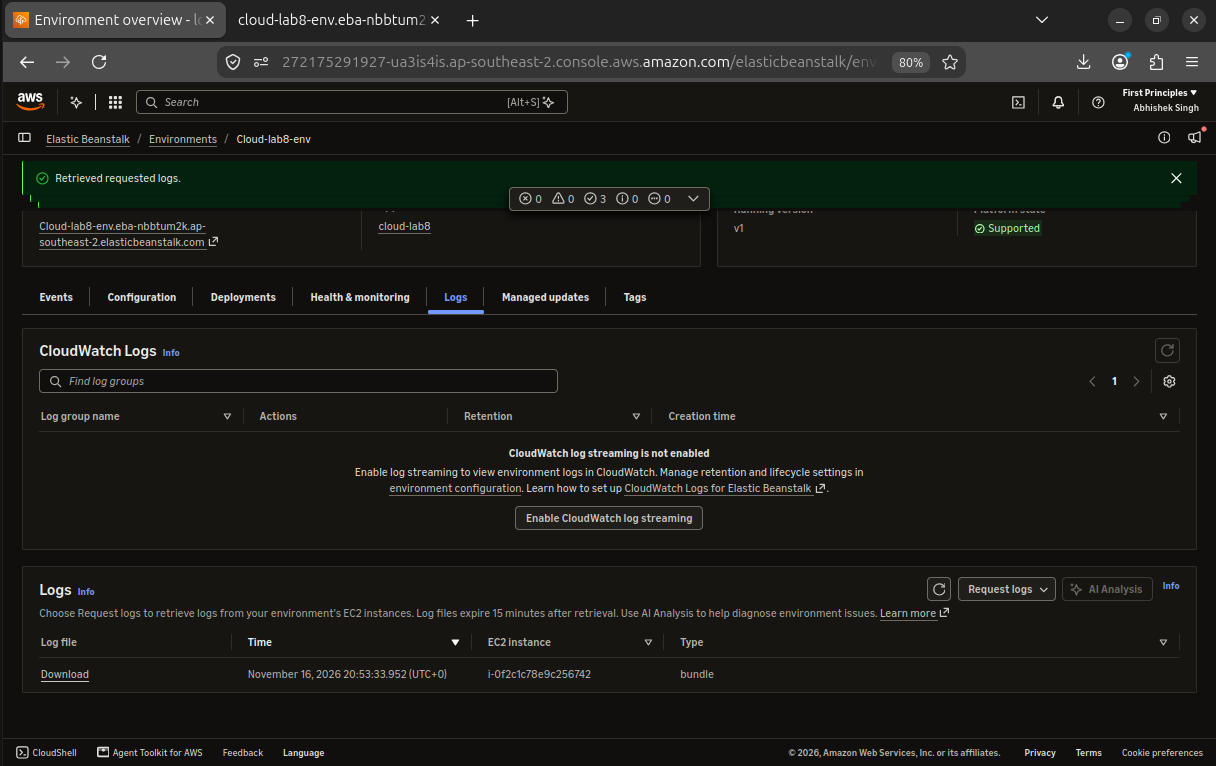 Environment overview - lo
cloud-lab8-env.eba-nbbtum2
272175291927-ua3is4is.ap-southeast-2.console.aws.amazon.com/elasticbeanstalk/env
80%
aws
Search
[Alt+S]
First Principles
Abhishek Singh
Elastic Beanstalk / Environments / Cloud-lab8-env
Retrieved requested logs.
0 0 3 0 0
Running version
Platform state
Cloud-lab8-env.eba-nbbtum2k.ap-
southeast-2.elasticbeanstalk.com
cloud-lab8
v1
Supported
Events Configuration Deployments Health & monitoring Logs Managed updates Tags
CloudWatch Logs Info
Find log groups
1
Log group name Actions Retention Creation time
CloudWatch log streaming is not enabled
Enable log streaming to view environment logs in CloudWatch. Manage retention and lifecycle settings in
environment configuration. Learn how to set up CloudWatch Logs for Elastic Beanstalk .
Enable CloudWatch log streaming
Logs Info
Request logs
AI Analysis
Info
Choose Request logs to retrieve logs from your environment's EC2 instances. Log files expire 15 minutes after retrieval. Use AI Analysis to help diagnose environment issues. Learn more
Log file Time EC2 instance Type
Download November 16, 2026 20:53:33.952 (UTC+0) i-0f2c1c78e9c256742 bundle
CloudShell Agent Toolkit for AWS Feedback Language © 2026, Amazon Web Services, Inc. or its affiliates. Privacy Terms Cookie preferences